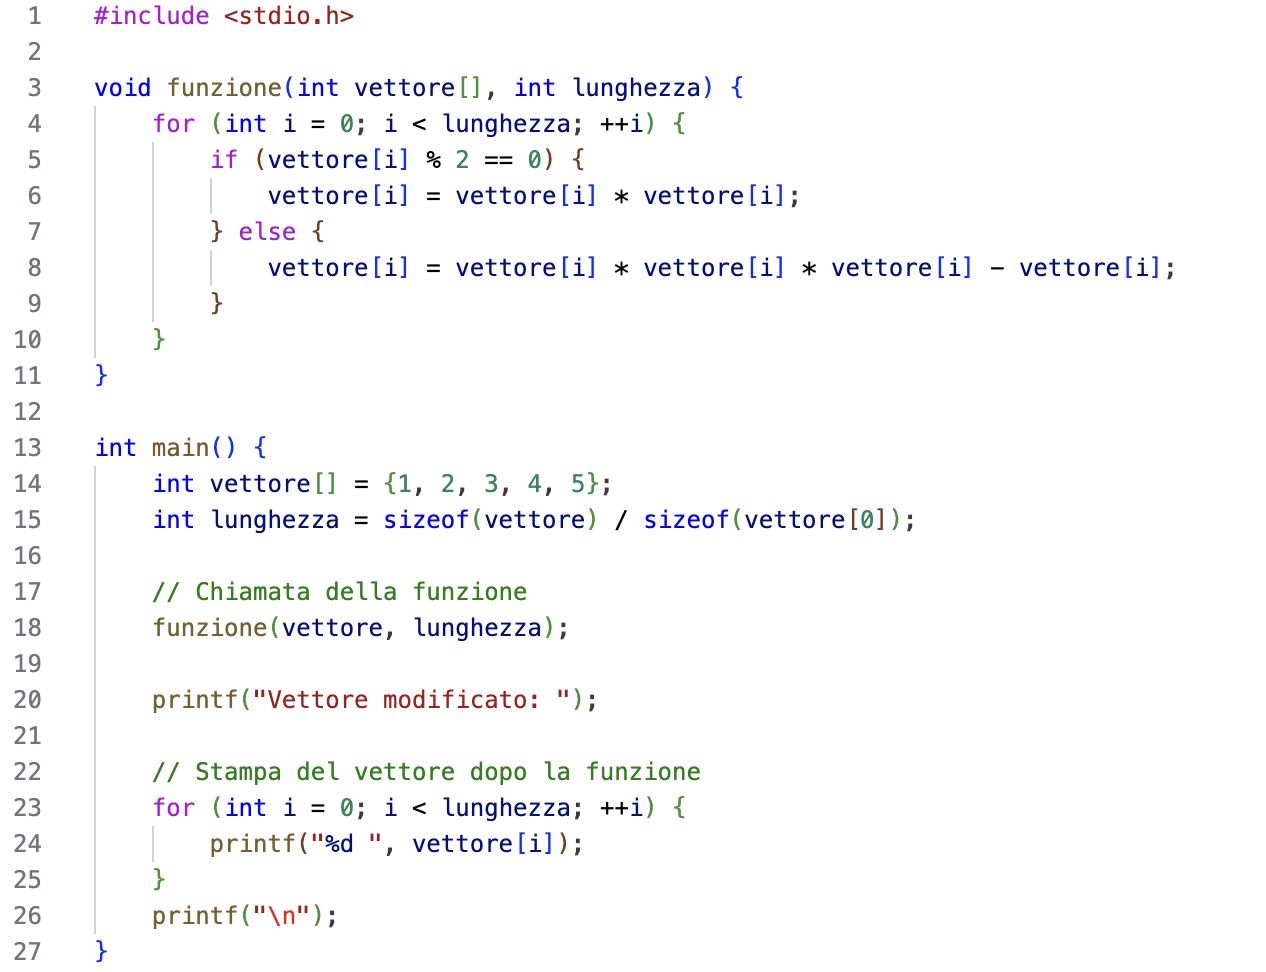 1 #include <stdio.h>
2
3 void funzione(int vettore[], int lunghezza) {
4     for (int i = 0; i < lunghezza; ++i) {
5         if (vettore[i] % 2 == 0) {
6             vettore[i] = vettore[i] * vettore[i];
7         } else {
8             vettore[i] = vettore[i] * vettore[i] * vettore[i] - vettore[i];
9         }
10     }
11 }
12
13 int main() {
14     int vettore[] = {1, 2, 3, 4, 5};
15     int lunghezza = sizeof(vettore) / sizeof(vettore[0]);
16
17     // Chiamata della funzione
18     funzione(vettore, lunghezza);
19
20     printf("Vettore modificato: ");
21
22     // Stampa del vettore dopo la funzione
23     for (int i = 0; i < lunghezza; ++i) {
24         printf("%d ", vettore[i]);
25     }
26     printf("\n");
27 }